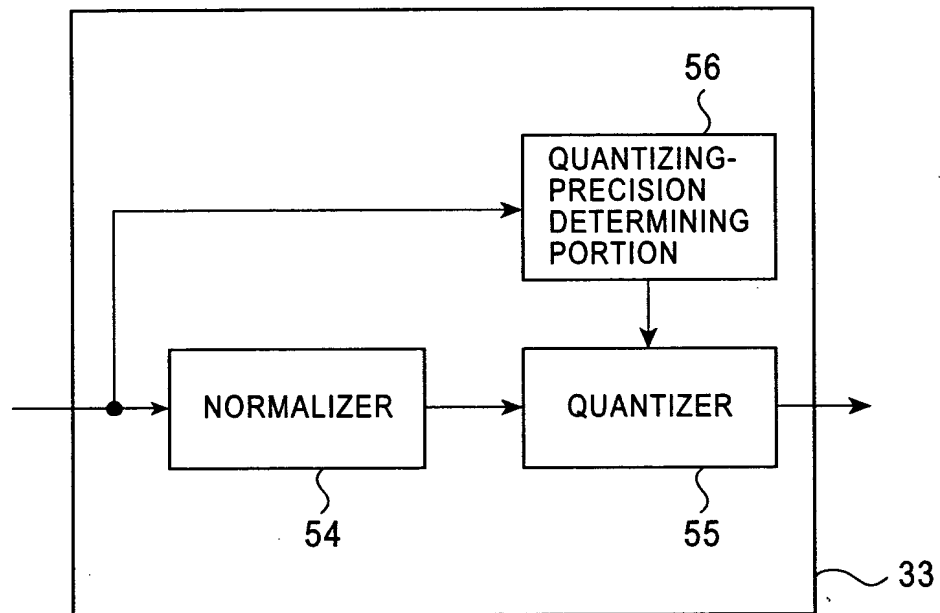 56
QUANTIZING-
PRECISION
DETERMINING
PORTION
NORMALIZER
QUANTIZER
54
55
33